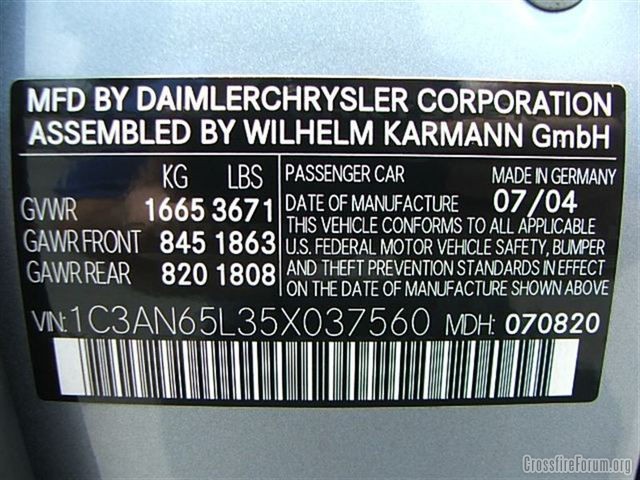 MFD BY DAIMLERCHRYSLER CORPORATION
ASSEMBLED BY WILHELM KARMANN GmbH
KG LBS
GVWR 1665 3671
GAWR FRONT 845 1863
GAWR REAR 820 1808
PASSENGER CAR MADE IN GERMANY
DATE OF MANUFACTURE 07/04
THIS VEHICLE CONFORMS TO ALL APPLICABLE
U.S. FEDERAL MOTOR VEHICLE SAFETY, BUMPER
AND THEFT PREVENTION STANDARDS IN EFFECT
ON THE DATE OF MANUFACTURE SHOWN ABOVE
VIN:1C3AN65L35X037560 MDH: 070820
CrossfireForum.org